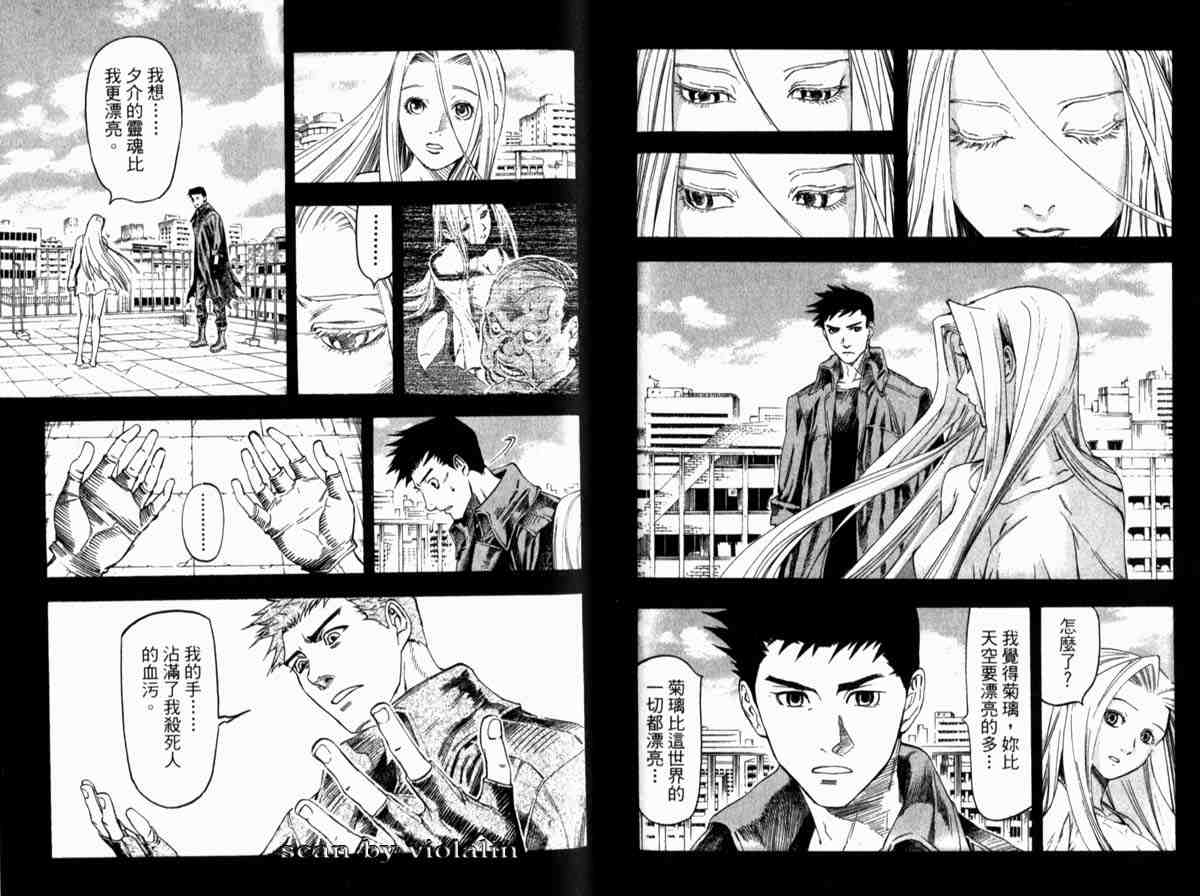 怎麼了?
我覺得菊璃，妳比
天空要漂亮的多…
菊璃比這世界的
一切都漂亮…
我想……
夕介的靈魂比
我更漂亮。
………
………
我的手……
沾滿了我殺死人
的血污。
scan by violalin